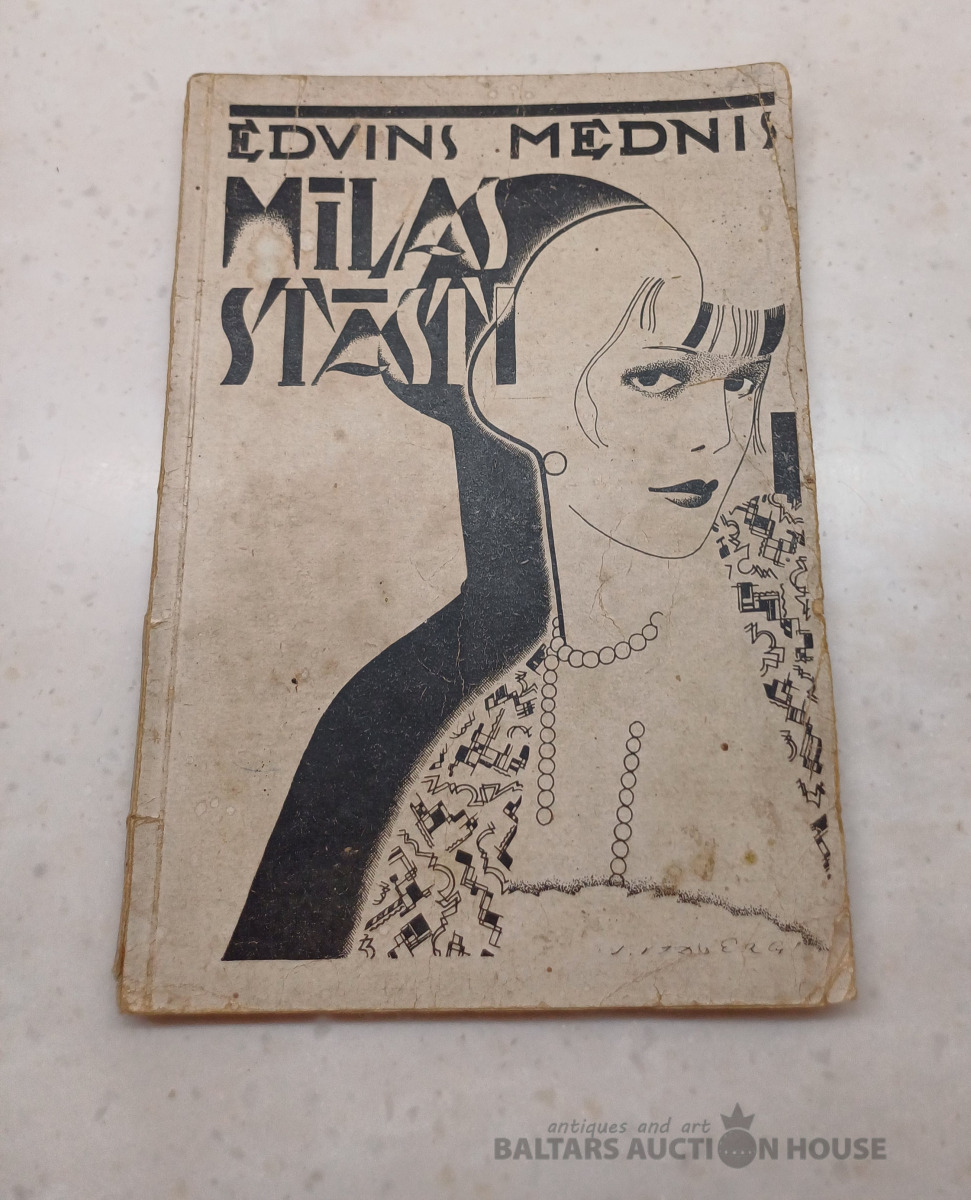 EDVINS MEDNIS
MĪLAS
STĀSTI
antiques and art
BALTARS AUCTION HOUSE